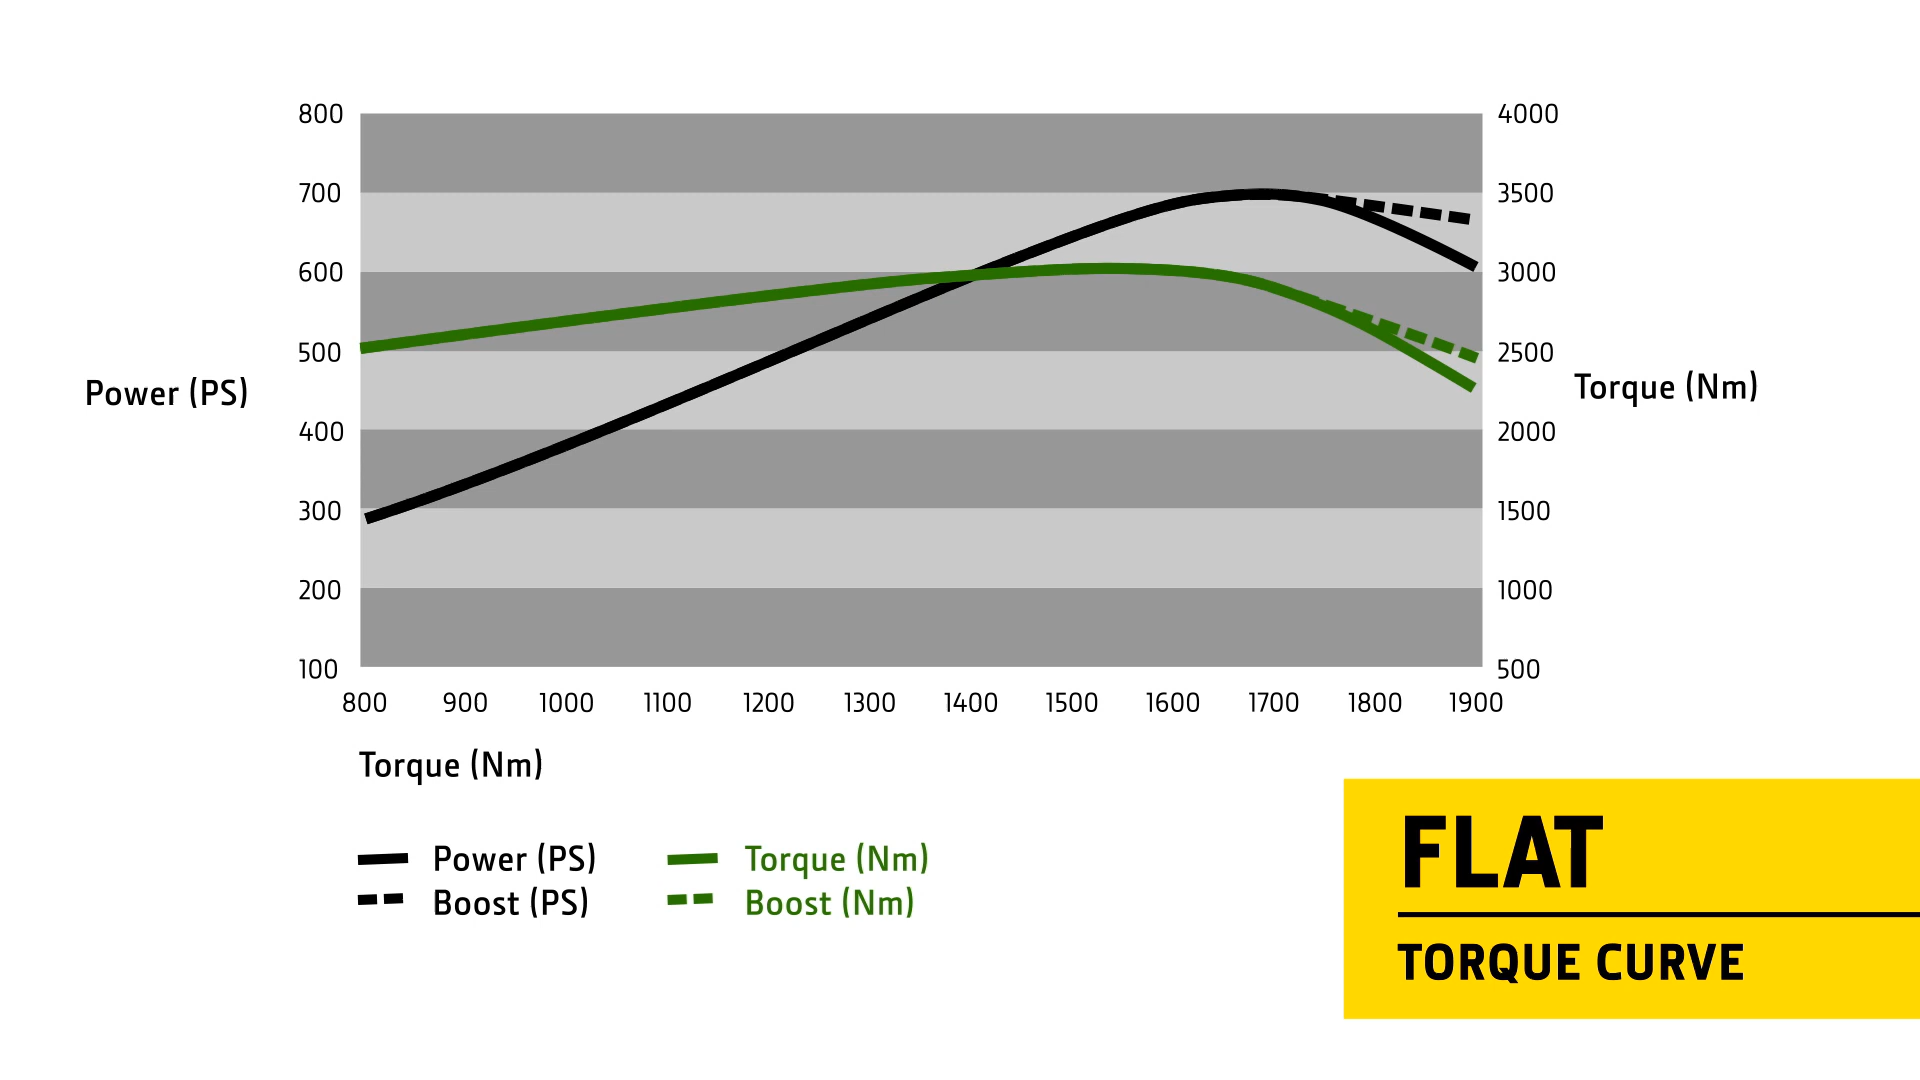 800
700
600
500
400
300
200
100
Power (PS)
4000
3500
3000
2500
2000
1500
1000
500
Torque (Nm)
800 900 1000 1100 1200 1300 1400 1500 1600 1700 1800 1900
Torque (Nm)
Power (PS) Torque (Nm)
Boost (PS) Boost (Nm)
FLAT
TORQUE CURVE